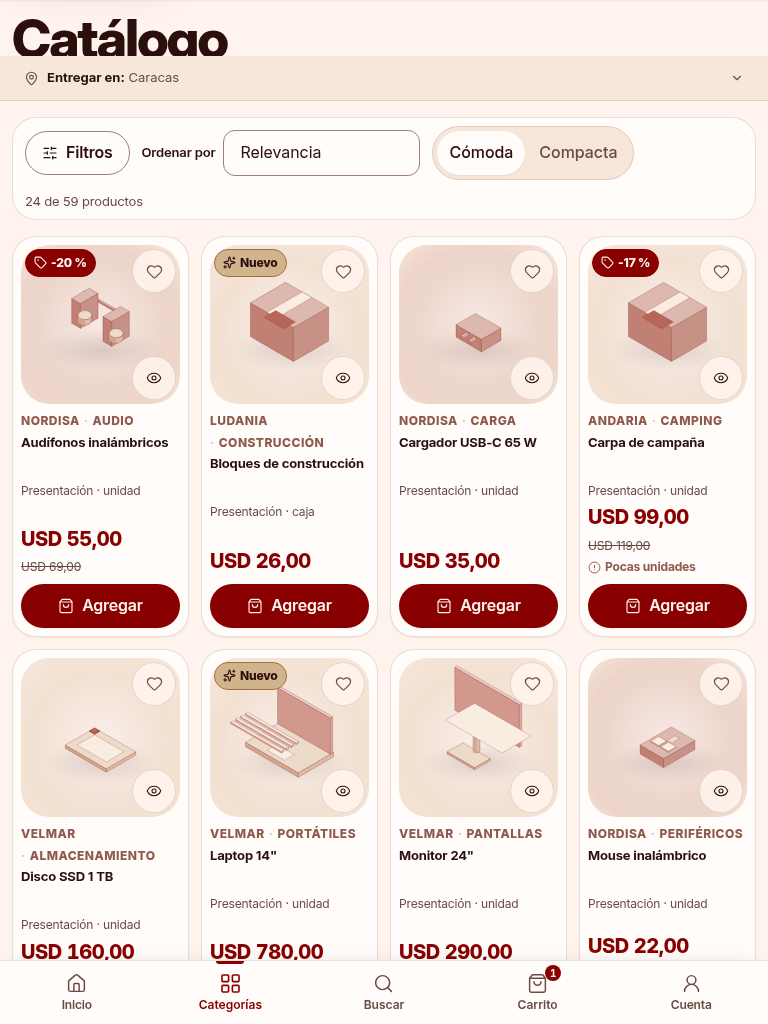 Catálogo
Entregar en: Caracas
Filtros
Ordenar por
Relevancia
Cómoda
Compacta
24 de 59 productos
-20 %
NORDISA · AUDIO
Audífonos inalámbricos
Presentación · unidad
USD 55,00
USD 69,00
Agregar
Nuevo
LUDANIA
· CONSTRUCCIÓN
Bloques de construcción
Presentación · caja
USD 26,00
Agregar
NORDISA · CARGA
Cargador USB-C 65 W
Presentación · unidad
USD 35,00
Agregar
-17 %
ANDARIA · CAMPING
Carpa de campaña
Presentación · unidad
USD 99,00
USD 119,00
Pocas unidades
Agregar
VELMAR
· ALMACENAMIENTO
Disco SSD 1 TB
Presentación · unidad
USD 160,00
Nuevo
VELMAR · PORTÁTILES
Laptop 14"
Presentación · unidad
USD 780,00
VELMAR · PANTALLAS
Monitor 24"
Presentación · unidad
USD 290,00
NORDISA · PERIFÉRICOS
Mouse inalámbrico
Presentación · unidad
USD 22,00
Inicio
Categorías
Buscar
1
Carrito
Cuenta